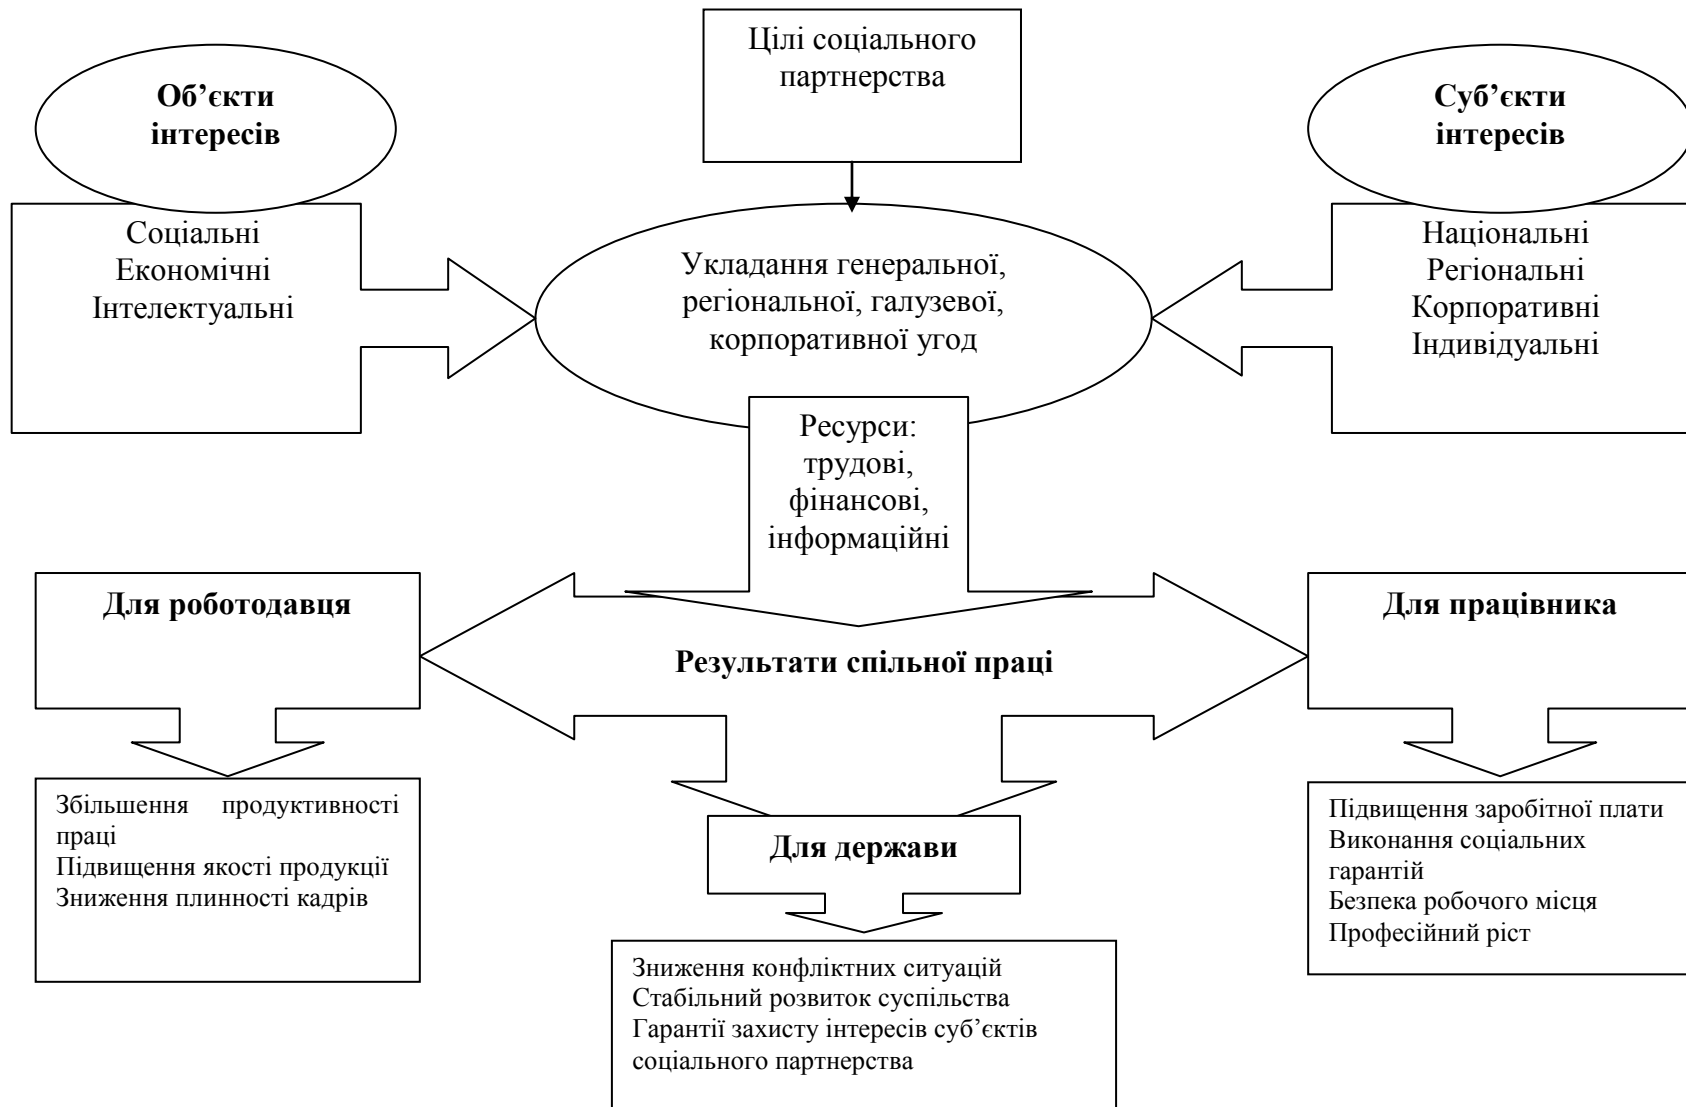 Цілі соціального
партнерства
Об’єкти
інтересів
Суб’єкти
інтересів
Соціальні
Економічні
Інтелектуальні
Укладання генеральної,
регіональної, галузевої,
корпоративної угод
Національні
Регіональні
Корпоративні
Індивідуальні
Ресурси:
трудові,
фінансові,
інформаційні
Для роботодавця
Результати спільної праці
Для працівника
Збільшення продуктивності
праці
Підвищення якості продукції
Зниження плинності кадрів
Для держави
Підвищення заробітної плати
Виконання соціальних
гарантій
Безпека робочого місця
Професійний ріст
Зниження конфліктних ситуацій
Стабільний розвиток суспільства
Гарантії захисту інтересів суб’єктів
соціального партнерства